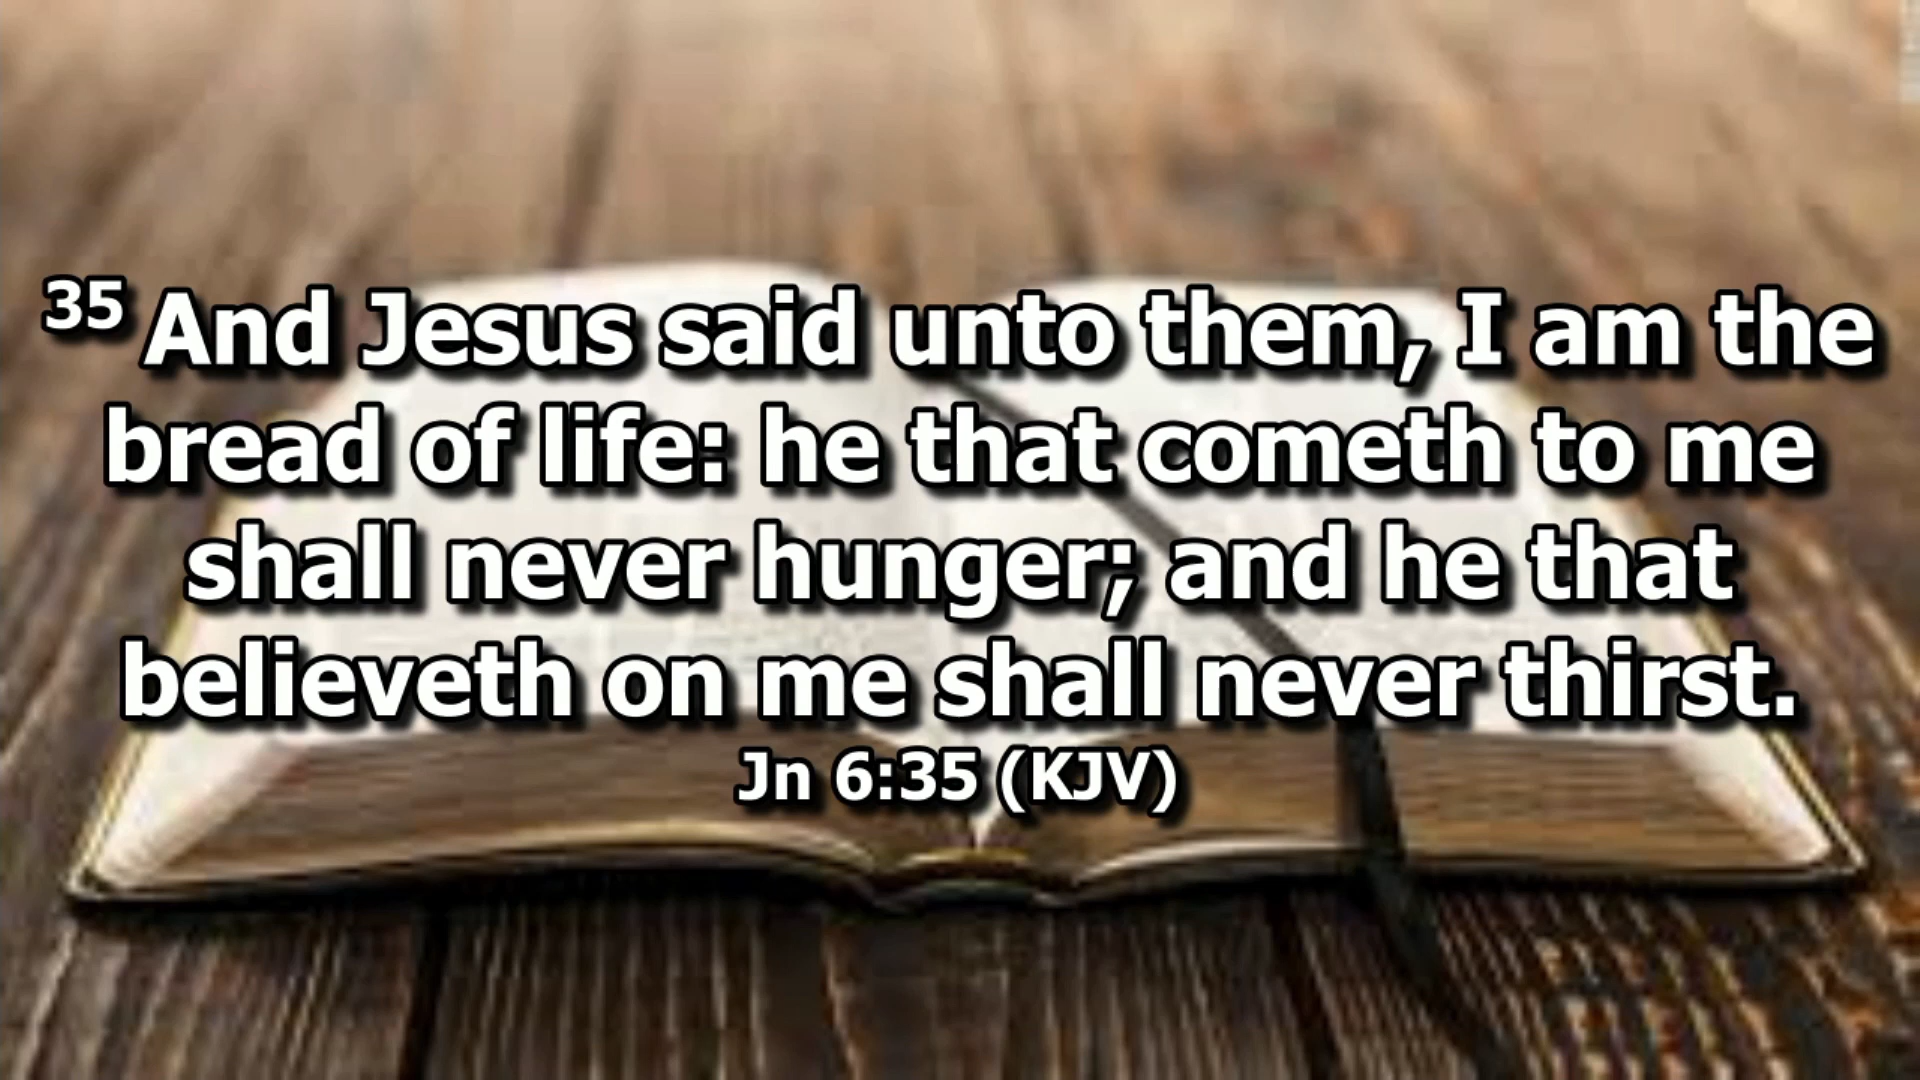 35 And Jesus said unto them, I am the
bread of life: he that cometh to me
shall never hunger; and he that
believeth on me shall never thirst.
Jn 6:35 (KJV)